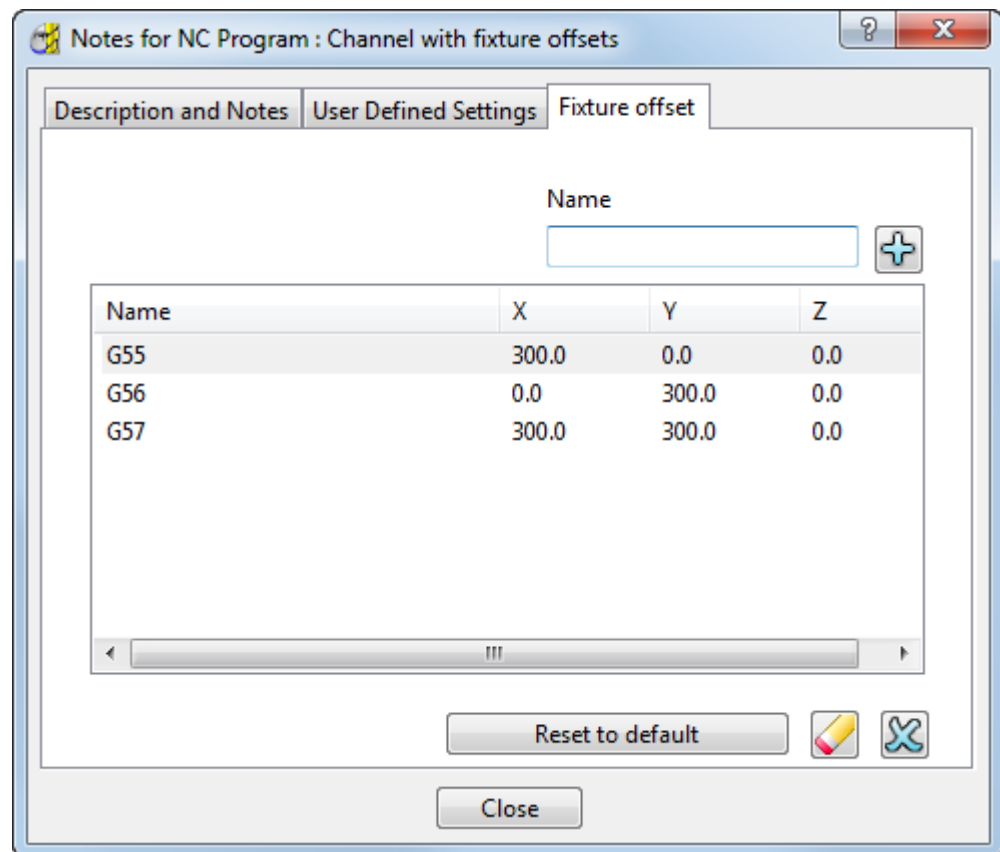 Notes for NC Program : Channel with fixture offsets
Description and Notes User Defined Settings Fixture offset
Name
Name X Y Z
G55 300.0 0.0 0.0
G56 0.0 300.0 0.0
G57 300.0 300.0 0.0
Reset to default
Close